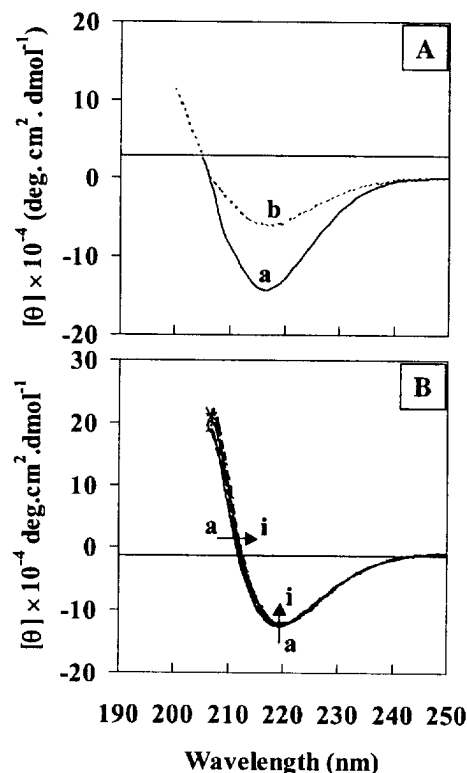 A
[θ] × 10⁻⁴ (deg. cm². dmol⁻¹)
20
10
0
-10
-20
b
a
B
[θ] × 10⁻⁴ deg.cm².dmol⁻¹
30
20
10
0
-10
-20
a
i
i
a
190 200 210 220 230 240 250
Wavelength (nm)